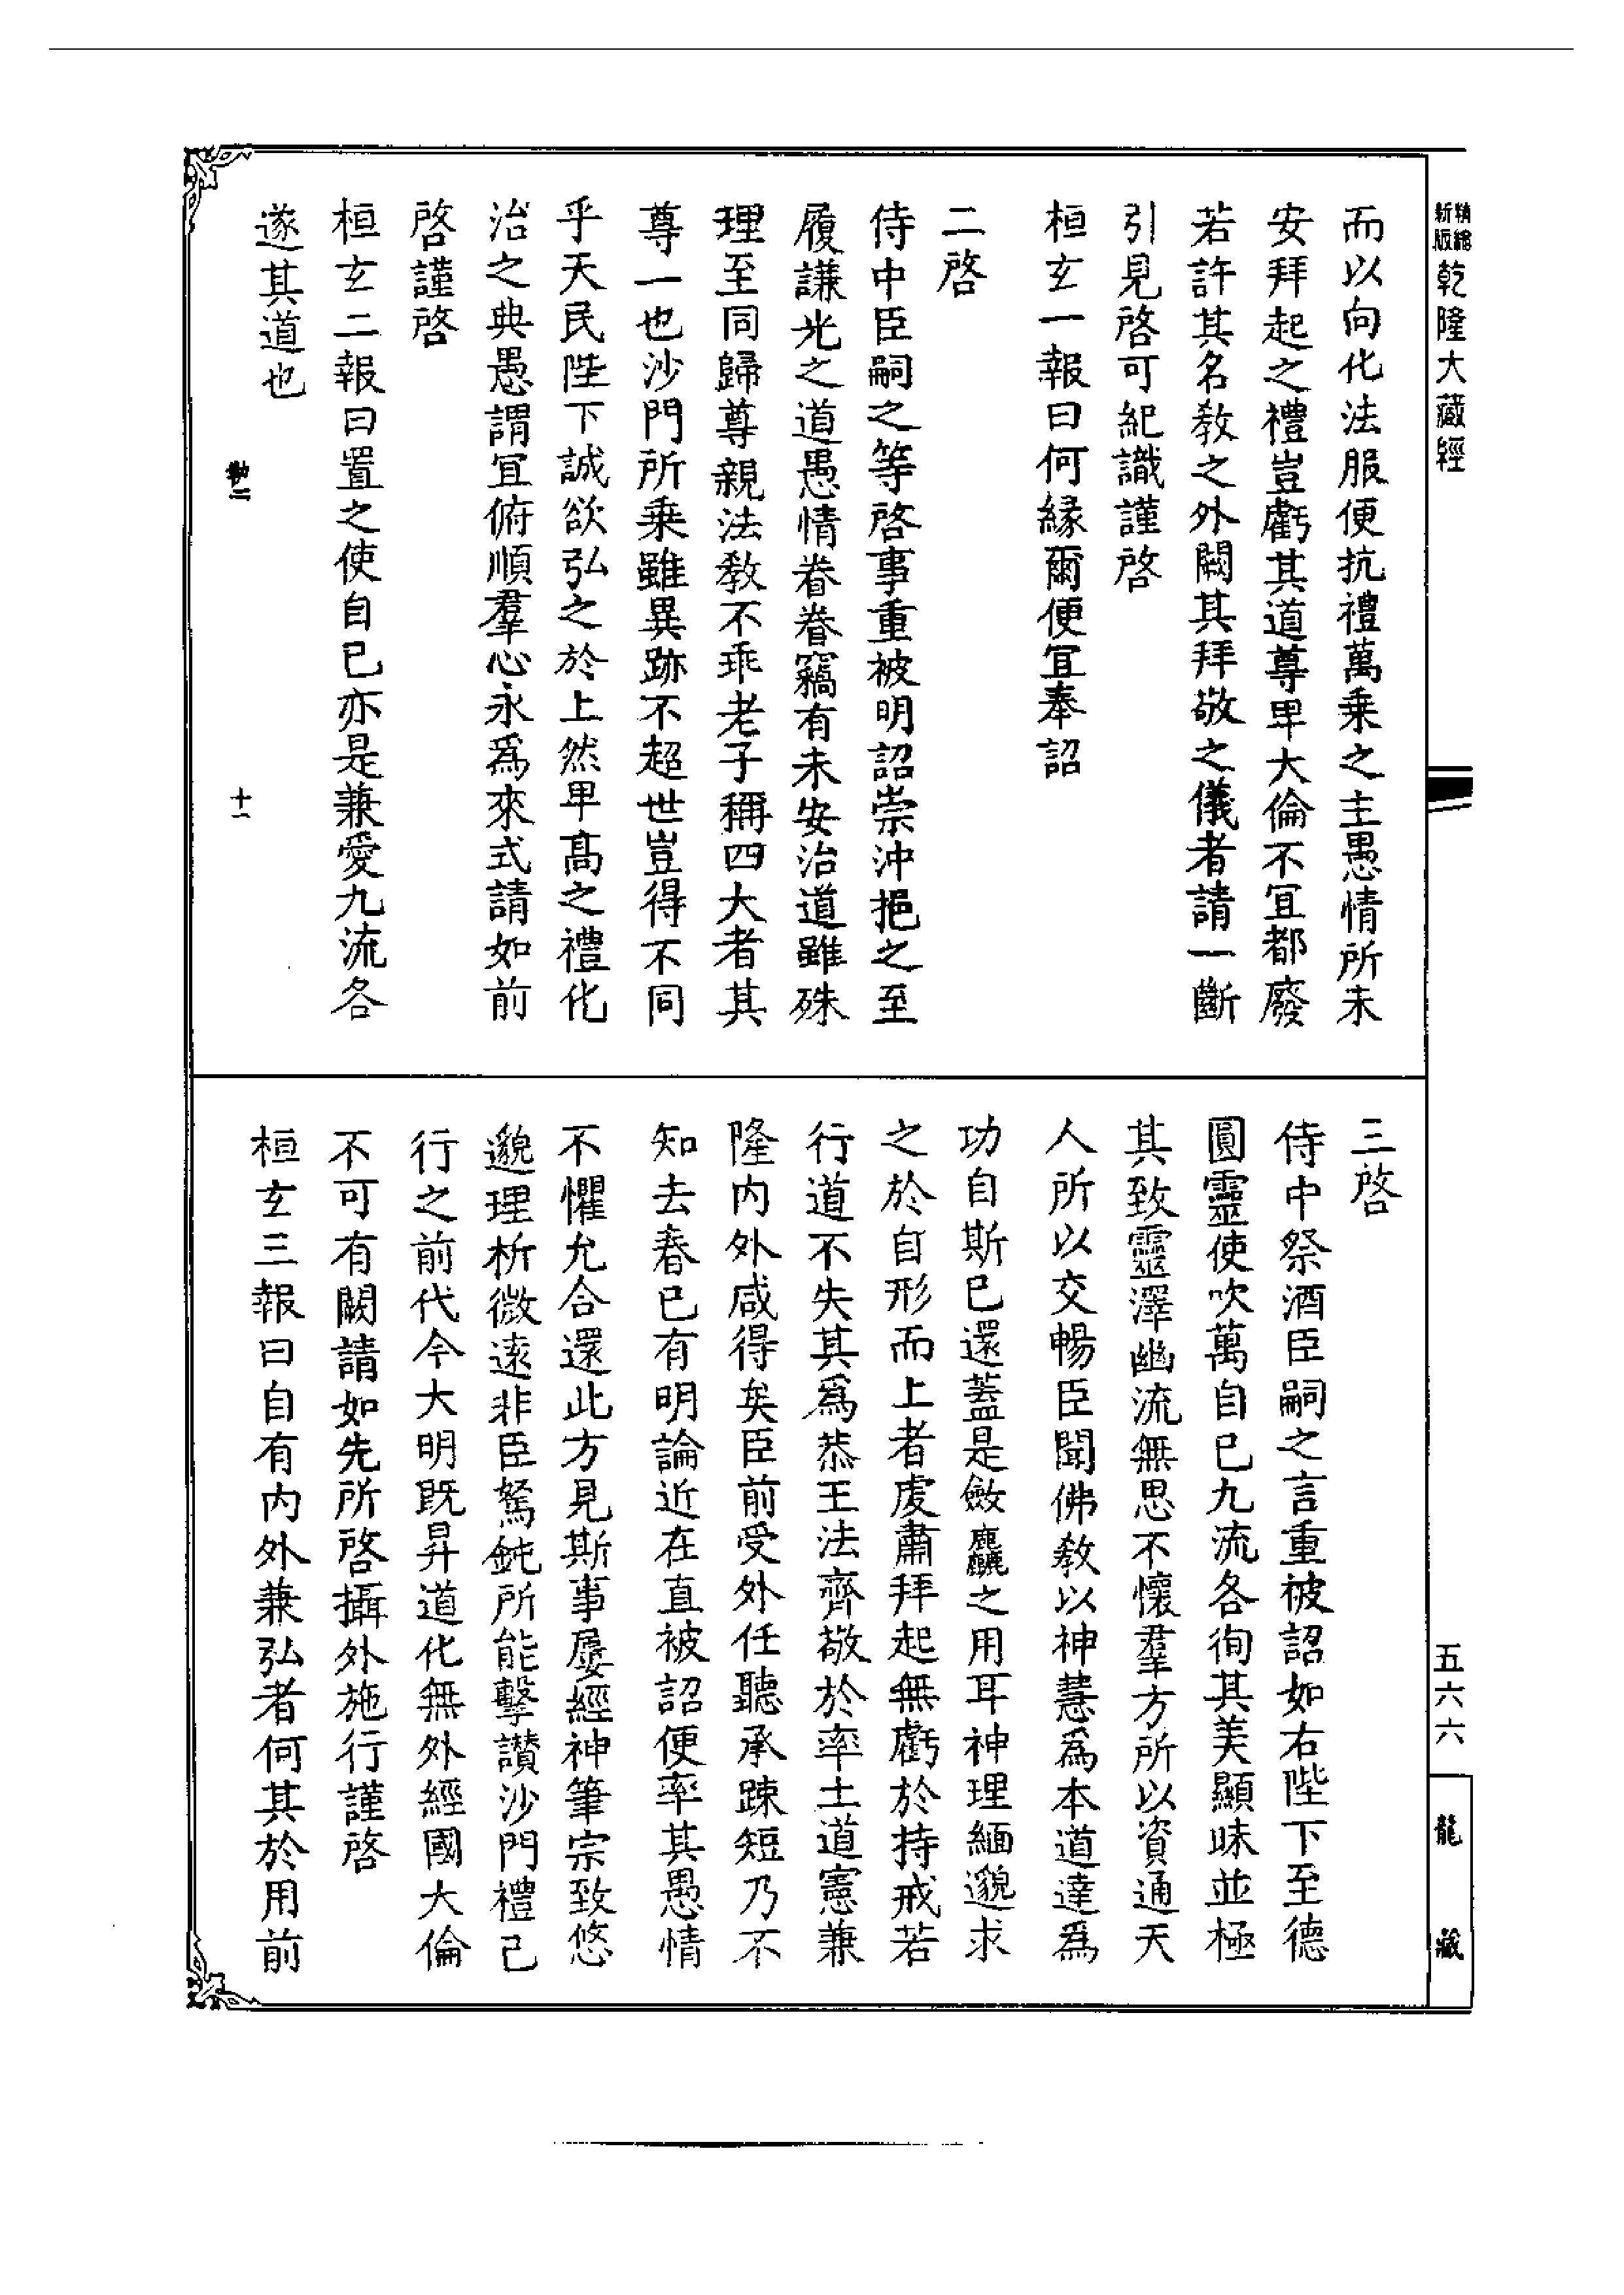 新版精繪乾隆大藏經
而以向化法服便抗禮萬乘之主愚情所未
安拜起之禮豈虧其道尊卑大倫不宜都廢
若許其名教之外闕其拜敬之儀者請一斷
引見啓可紀識謹啓
桓玄一報曰何緣爾便宜奉詔
二啓
侍中臣嗣之等啓事重被明詔崇沖挹之至
履謙光之道愚情眷眷竊有未安治道雖殊
理至同歸尊親法教不乖老子稱四大者其
尊一也沙門所乘雖異跡不超世豈得不同
乎天民陛下誠欲弘之於上然卑高之禮化
治之典愚謂宜俯順羣心永爲來式請如前
啓謹啓
桓玄二報曰置之使自已亦是兼愛九流各
遂其道也
十一
三啓
侍中祭酒臣嗣之言重被詔如右陛下至德
圓靈使吹萬自已九流各徇其美顯昧並極
其致靈澤幽流無思不懷羣方所以資通天
人所以交暢臣聞佛教以神慧爲本道達爲
功自斯已還蓋是斂麤之用耳神理緬邈求
之於自形而上者虔肅拜起無虧於持戒若
行道不失其爲恭王法齊敬於率土道憲兼
隆內外咸得矣臣前受外任聽承踈短乃不
知去春已有明論近在直被詔便率其愚情
不懼允合還此方見斯事屢經神筆宗致悠
邈理析微遠非臣駑鈍所能擊讃沙門禮已
行之前代今大明既昇道化無外經國大倫
不可有闕請如先所啓攝外施行謹啓
桓玄三報曰自有內外兼弘者何其於用前
五六六
龍藏